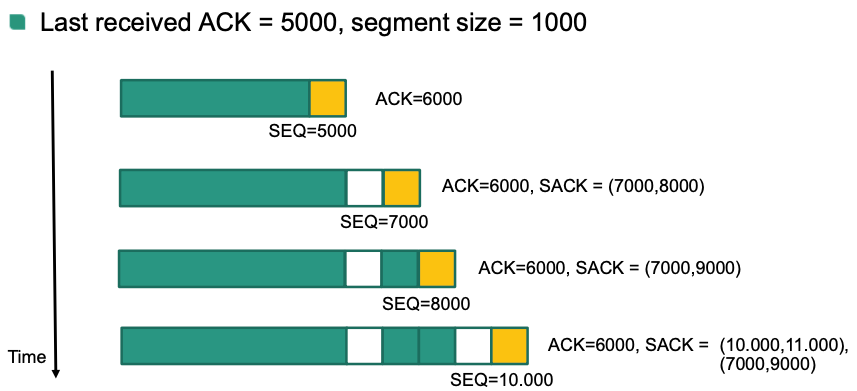 Last received ACK = 5000, segment size = 1000
ACK=6000
SEQ=5000
ACK=6000, SACK = (7000,8000)
SEQ=7000
ACK=6000, SACK = (7000,9000)
SEQ=8000
ACK=6000, SACK = (10.000,11.000),
(7000,9000)
Time
SEQ=10.000